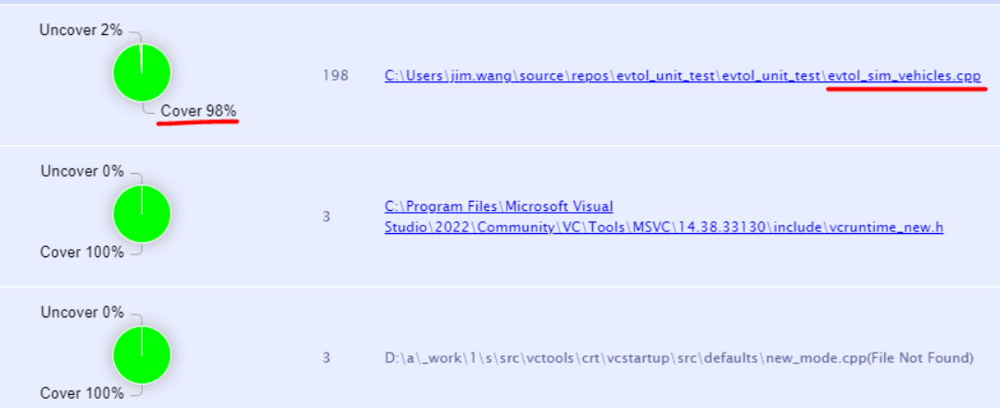 Uncover 2%
198 C:\Users\jim.wang\source\repos\evtol_unit_test\evtol_unit_test\evtol_sim_vehicles.cpp
Cover 98%
Uncover 0%
C:\Program Files\Microsoft Visual
3 Studio\2022\Community\VC\Tools\MSVC\14.38.33130\include\vcruntime_new.h
Cover 100%
Uncover 0%
3 D:\a\_work\1\s\src\vctools\crt\vcstartup\src\defaults\new_mode.cpp(File Not Found)
Cover 100%